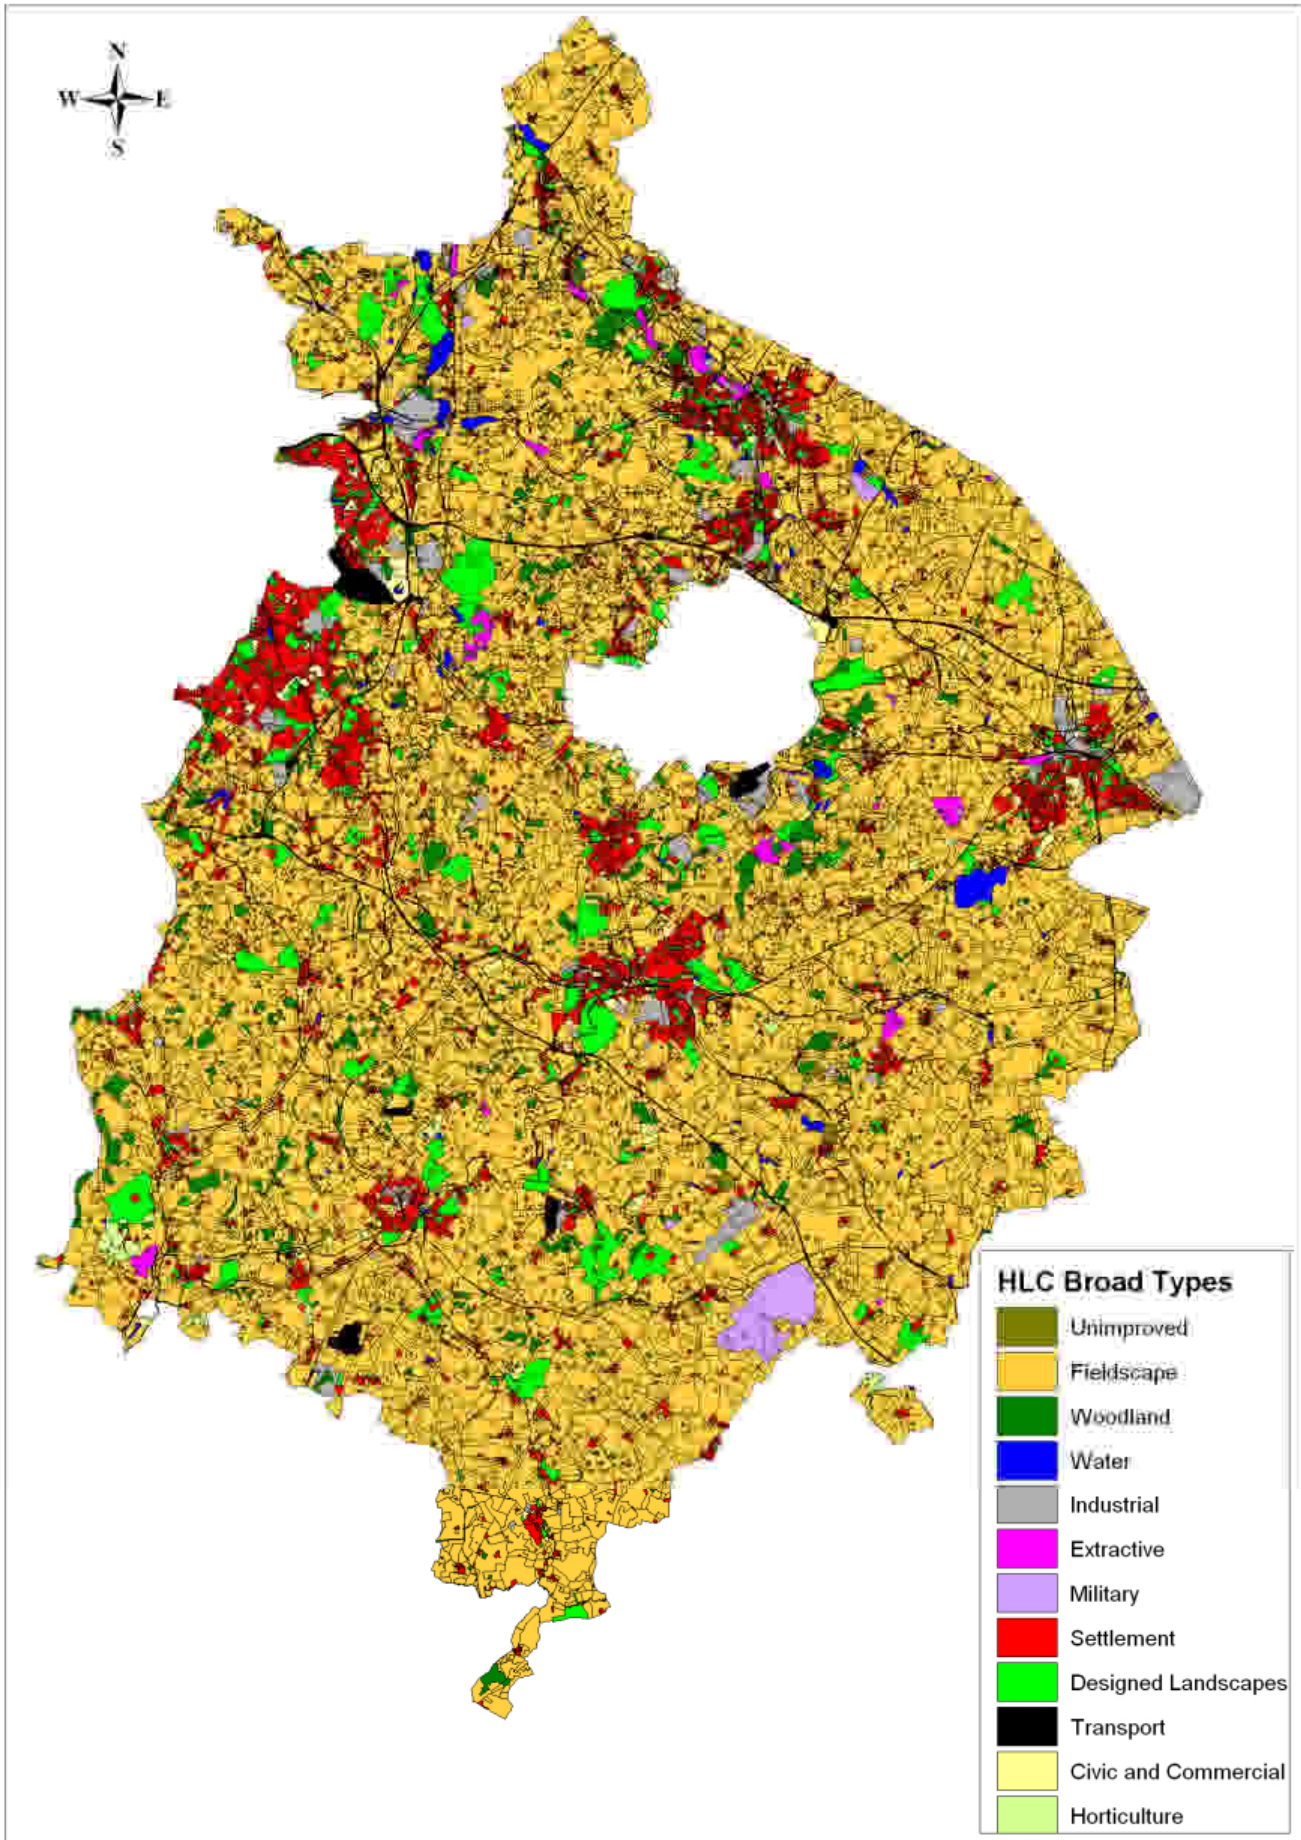 N
W E
S
HLC Broad Types
Unimproved
Fieldscape
Woodland
Water
Industrial
Extractive
Military
Settlement
Designed Landscapes
Transport
Civic and Commercial
Horticulture